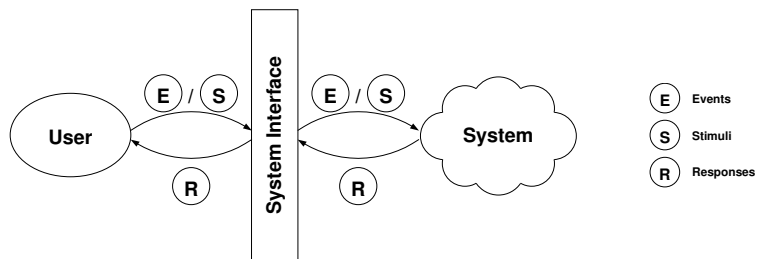 E / S
E / S
User
System Interface
System
R
R
E Events
S Stimuli
R Responses